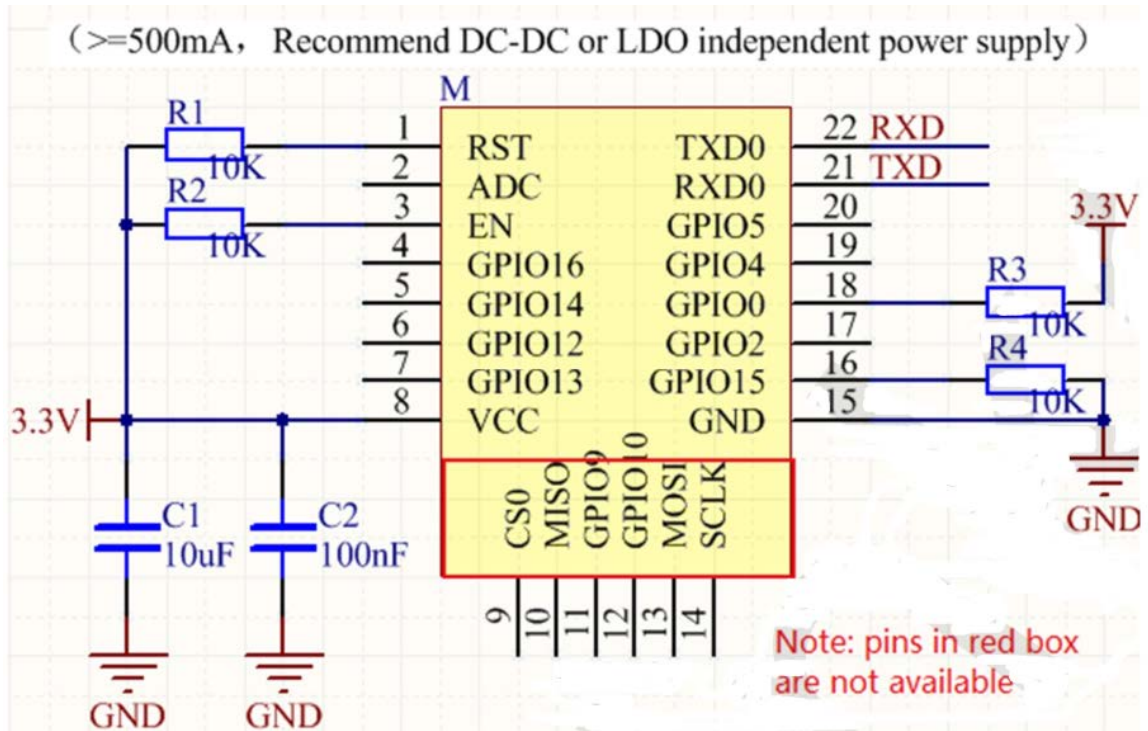 （>=500mA， Recommend DC-DC or LDO independent power supply）
M
R1
10K
R2
10K
3.3V
C1
10uF
C2
100nF
GND
GND
1 RST
2 ADC
3 EN
4 GPIO16
5 GPIO14
6 GPIO12
7 GPIO13
8 VCC
TXD0 22 RXD
RXD0 21 TXD
GPIO5 20
GPIO4 19
GPIO0 18
GPIO2 17
GPIO15 16
GND 15
CS0
MISO
GPIO9
GPIO10
MOSI
SCLK
9
10
11
12
13
14
3.3V
R3
10K
R4
10K
GND
Note: pins in red box
are not available